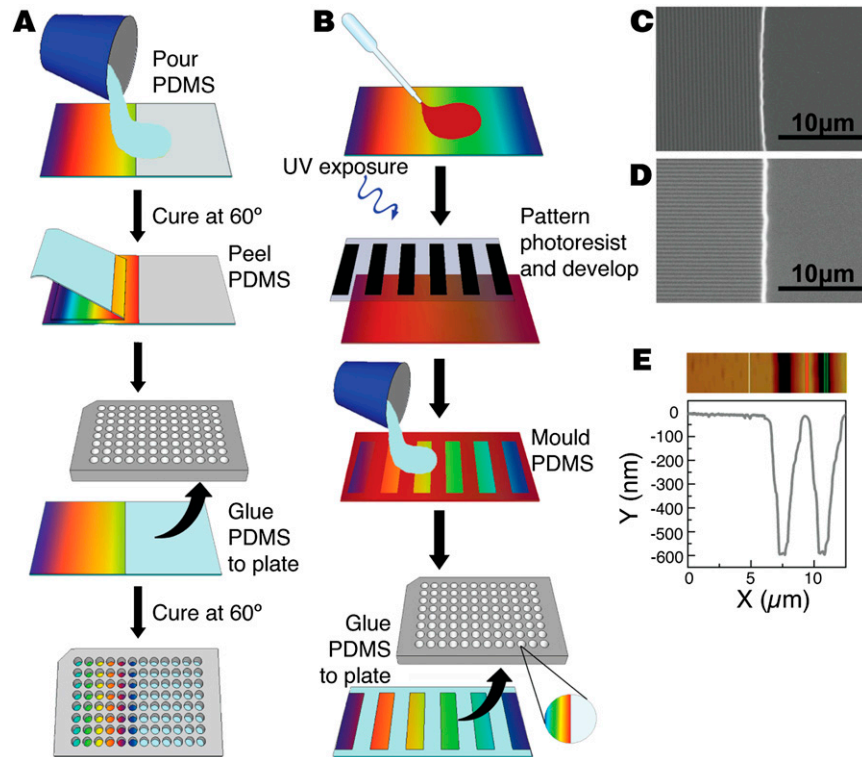 A
Pour
PDMS
Cure at 60º
Peel
PDMS
Glue
PDMS
to plate
Cure at 60º
B
UV exposure
Pattern
photoresist
and develop
Mould
PDMS
Glue
PDMS
to plate
C
10µm
D
10µm
E
0
-100
-200
-300
-400
-500
-600
Y (nm)
0
5
10
X (µm)